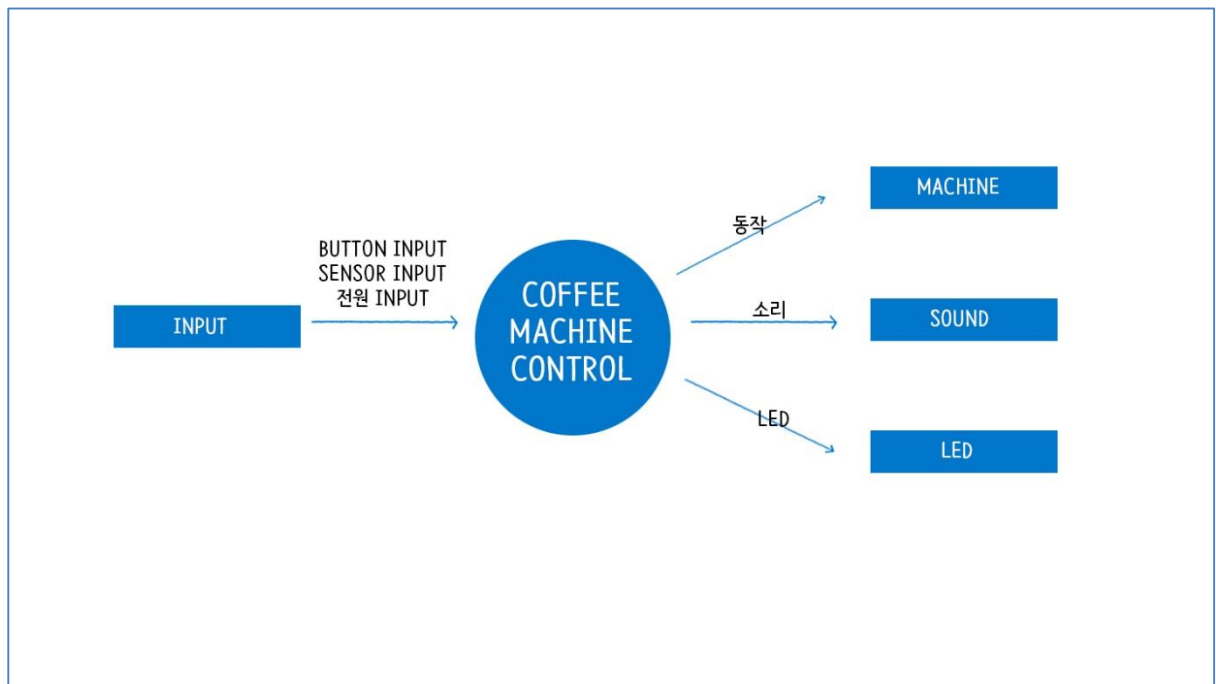 INPUT
BUTTON INPUT
SENSOR INPUT
전원 INPUT
COFFEE
MACHINE
CONTROL
동작
소리
LED
MACHINE
SOUND
LED